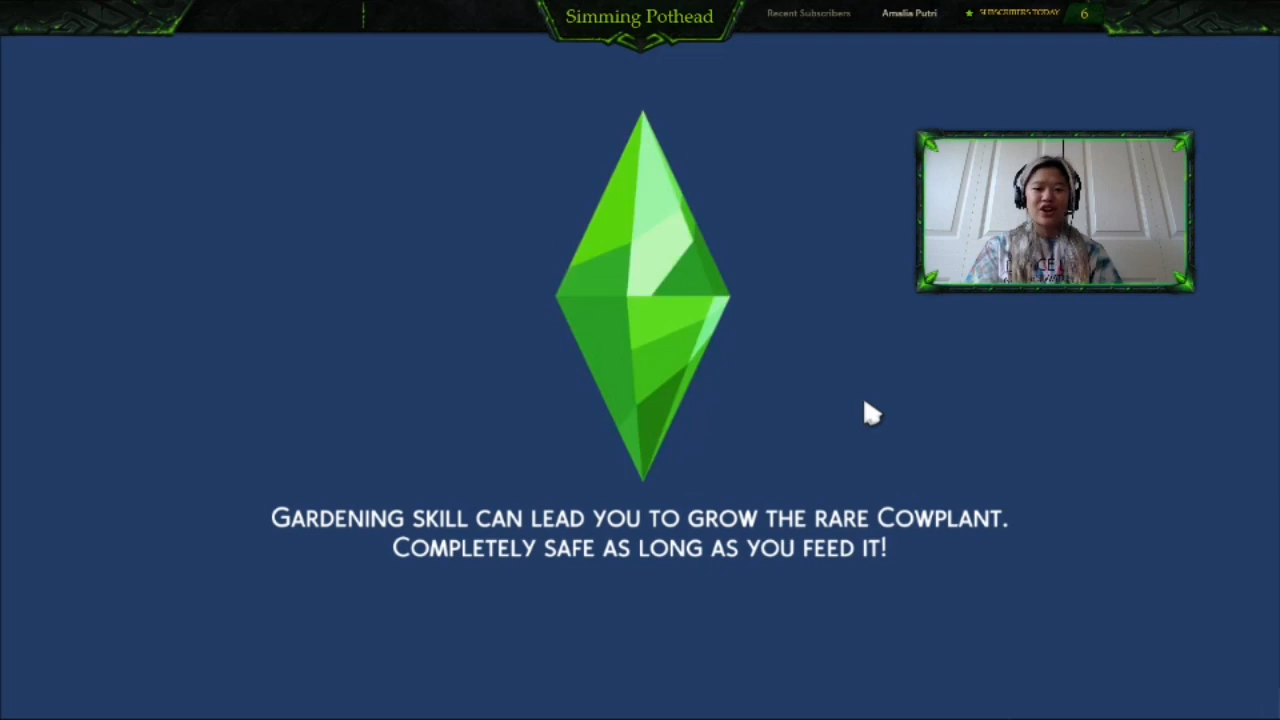 Simming Pothead
Recent Subscribers
Amalia Putri
SUBSCRIBERS TODAY
6
GARDENING SKILL CAN LEAD YOU TO GROW THE RARE COWPLANT.
COMPLETELY SAFE AS LONG AS YOU FEED IT!